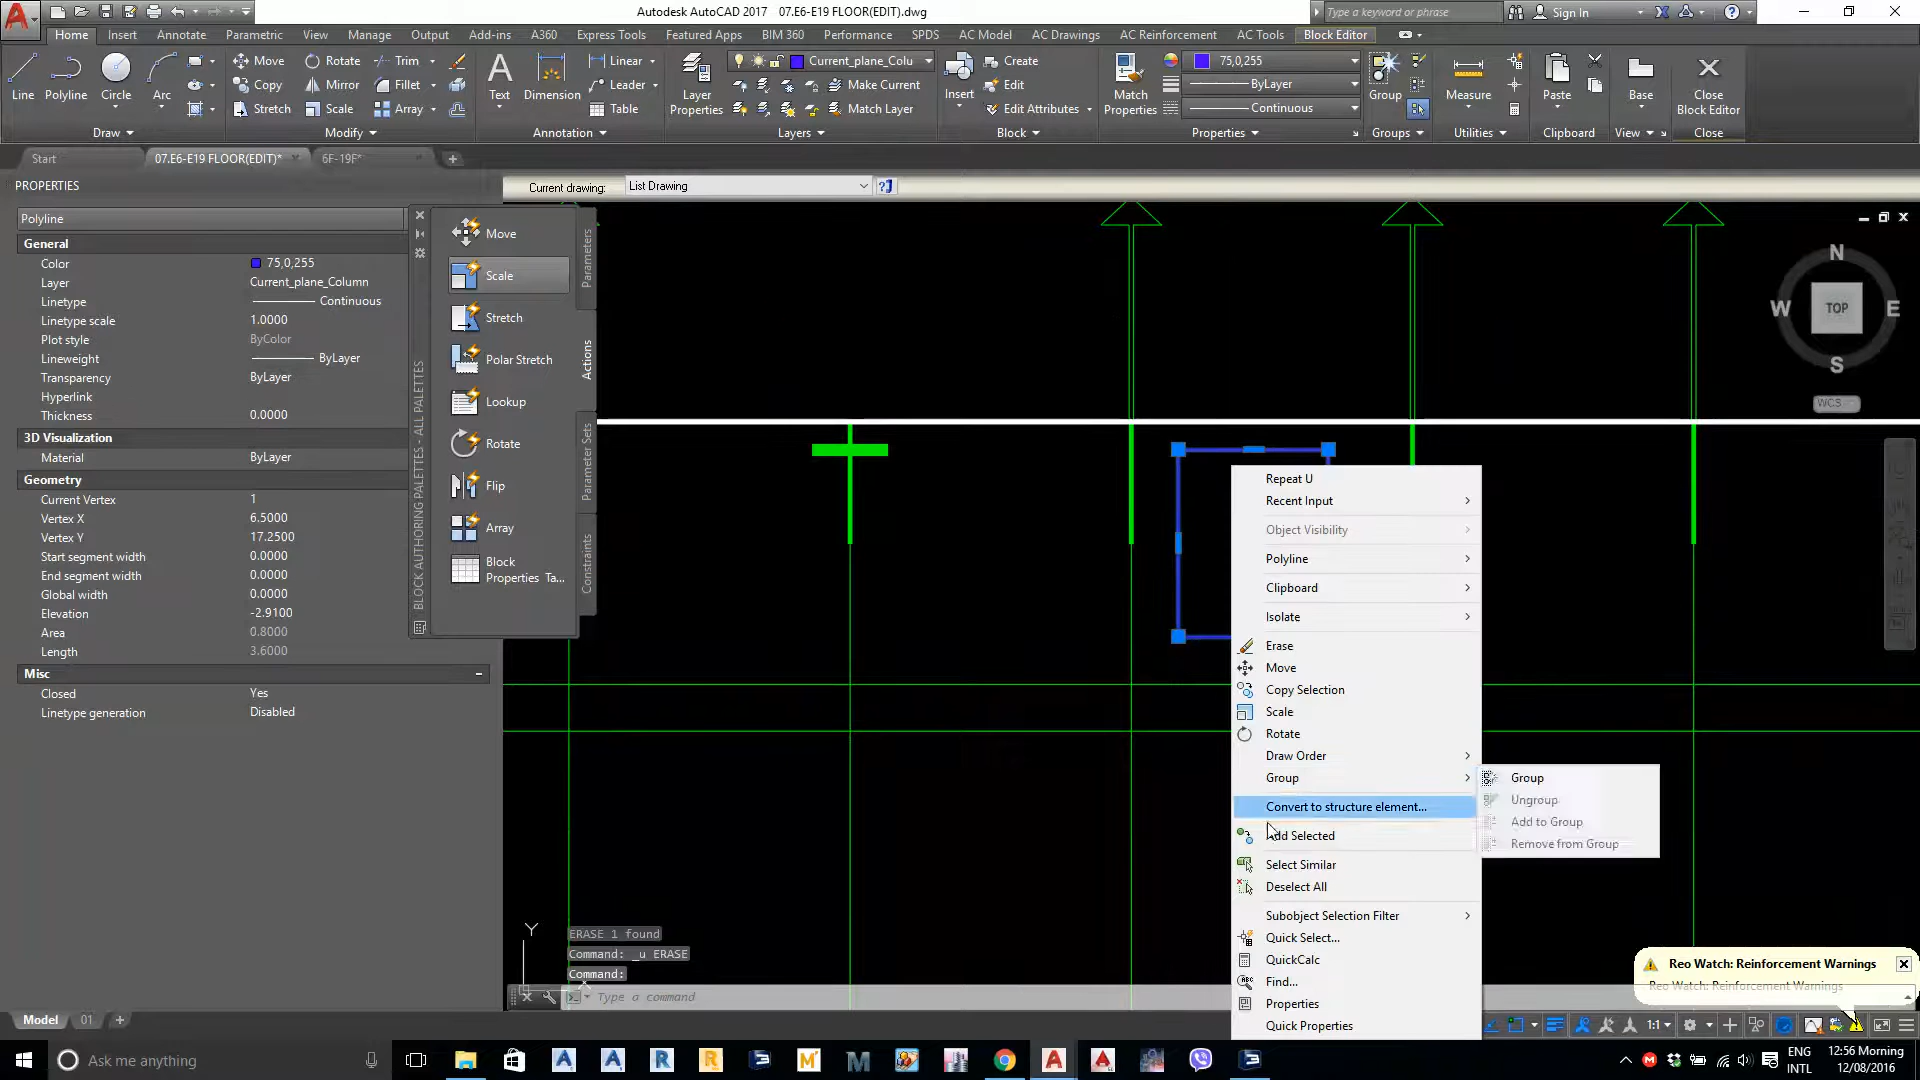 Autodesk AutoCAD 2017 07.E6-E19 FLOOR(EDIT).dwg
Type a keyword or phrase
Sign In
Home Insert Annotate Parametric View Manage Output Add-ins A360 Express Tools Featured Apps BIM 360 Performance SPDS AC Model AC Drawings AC Reinforcement AC Tools Block Editor
Line Polyline Circle Arc
Move Rotate Trim
Copy Mirror Fillet
Stretch Scale Array
Text Dimension
Linear
Leader
Table
Layer Properties
Current_plane_Colu
Make Current
Match Layer
Insert
Create
Edit
Edit Attributes
Match Properties
75,0,255
ByLayer
Continuous
Group
Measure
Paste
Base
Close Block Editor
Draw Modify Annotation Layers Block Properties Groups Utilities Clipboard View Close
Start 07.E6-E19 FLOOR(EDIT)* 6F-19F*
PROPERTIES
Current drawing: List Drawing
Polyline
General
Color 75,0,255
Layer Current_plane_Column
Linetype Continuous
Linetype scale 1.0000
Plot style ByColor
Lineweight ByLayer
Transparency ByLayer
Hyperlink
Thickness 0.0000
3D Visualization
Material ByLayer
Geometry
Current Vertex 1
Vertex X 6.5000
Vertex Y 17.2500
Start segment width 0.0000
End segment width 0.0000
Global width 0.0000
Elevation -2.9100
Area 0.8000
Length 3.6000
Misc
Closed Yes
Linetype generation Disabled
Move
Scale
Stretch
Polar Stretch
Lookup
Rotate
Flip
Array
Block
Properties Ta...
BLOCK AUTHORING PALETTES - ALL PALETTES
Parameters
Actions
Parameter Sets
Constraints
N
W TOP E
S
WCS
Repeat U
Recent Input
Object Visibility
Polyline
Clipboard
Isolate
Erase
Move
Copy Selection
Scale
Rotate
Draw Order
Group
Convert to structure element...
Add Selected
Select Similar
Deselect All
Subobject Selection Filter
Quick Select...
QuickCalc
Find...
Properties
Quick Properties
Group
Ungroup
Add to Group
Remove from Group
Y
ERASE 1 found
Command: _u ERASE
Command:
Type a command
Reo Watch: Reinforcement Warnings
Reo Watch: Reinforcement Warnings
Model 01
1:1
Ask me anything
ENG
INTL
12:56 Morning
12/08/2016